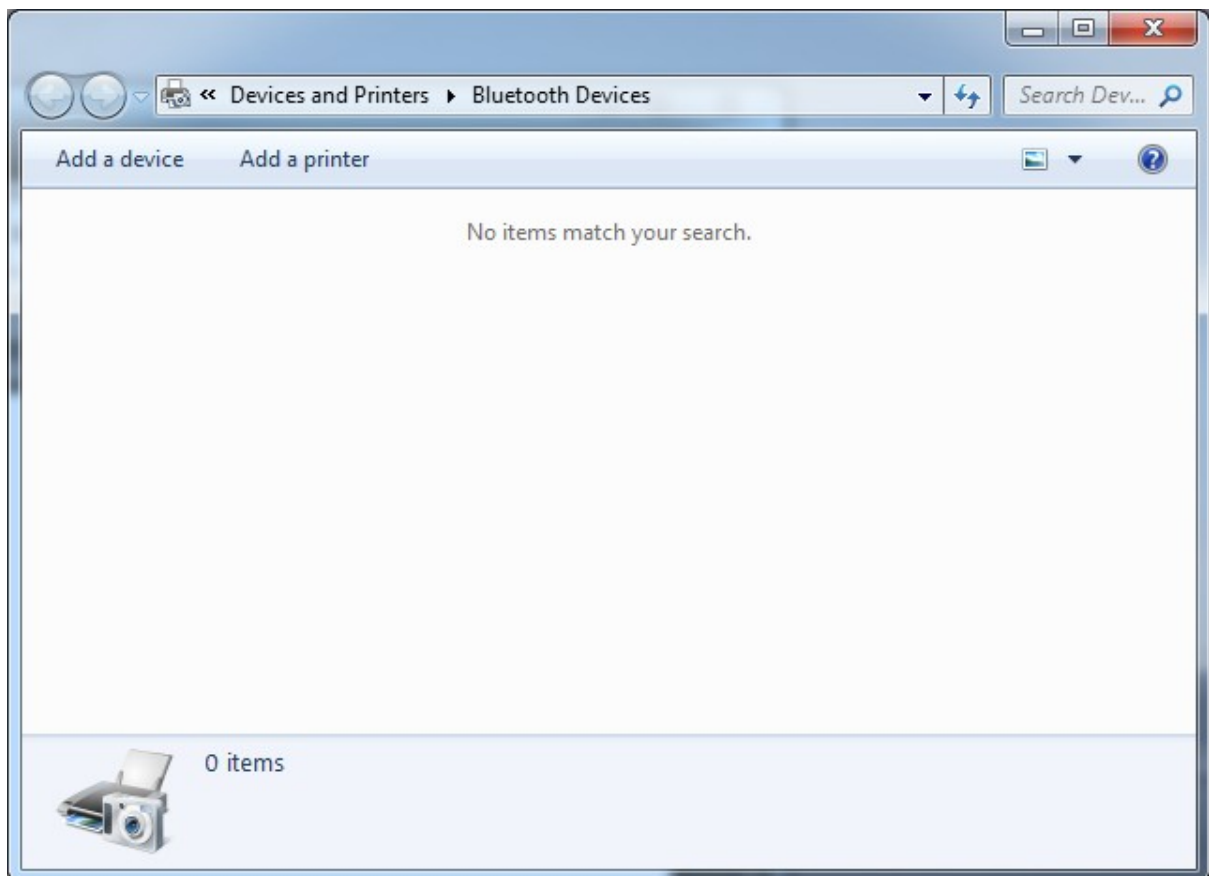 « Devices and Printers ▸ Bluetooth Devices
Search Dev...
Add a device Add a printer
No items match your search.
0 items